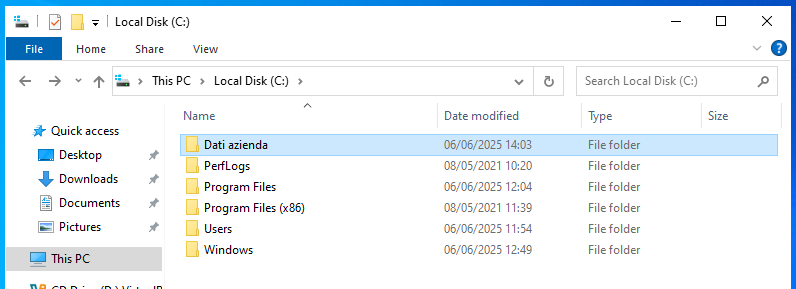 Local Disk (C:)
File Home Share View
This PC Local Disk (C:) Search Local Disk (C:)
Name Date modified Type Size
Quick access
Desktop
Downloads
Documents
Pictures
This PC
Dati azienda 06/06/2025 14:03 File folder
PerfLogs 08/05/2021 10:20 File folder
Program Files 06/06/2025 12:04 File folder
Program Files (x86) 08/05/2021 11:39 File folder
Users 06/06/2025 11:54 File folder
Windows 06/06/2025 12:49 File folder